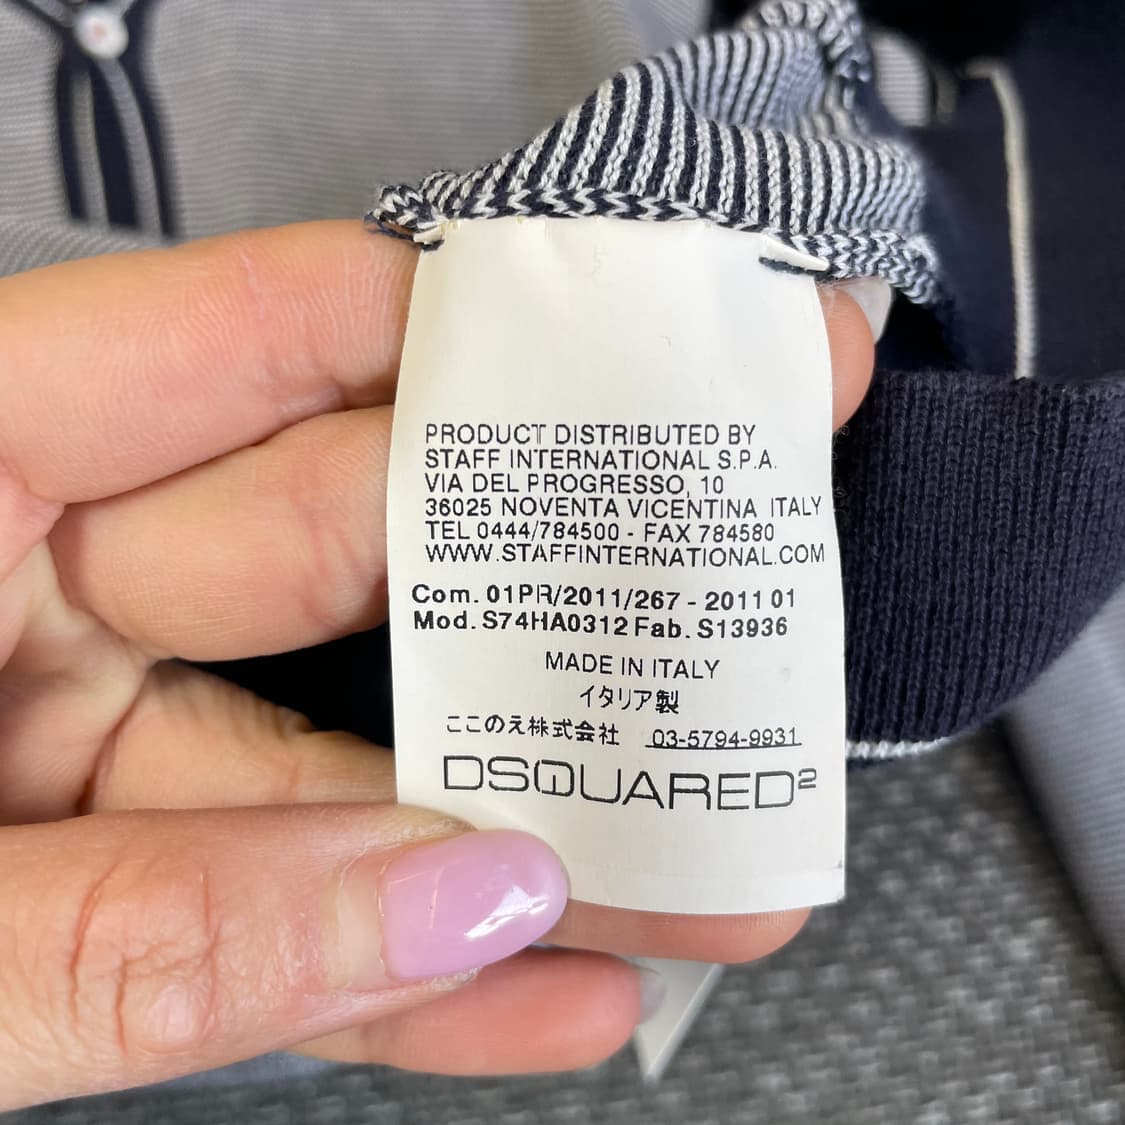 PRODUCT DISTRIBUTED BY
STAFF INTERNATIONAL S.P.A.
VIA DEL PROGRESSO, 10
36025 NOVENTA VICENTINA ITALY
TEL 0444/784500 - FAX 784580
WWW.STAFFINTERNATIONAL.COM
Com. 01PR/2011/267 - 2011 01
Mod. S74HA0312 Fab. S13936
MADE IN ITALY
イタリア製
ここのえ株式会社 03-5794-9931
DSQUARED²